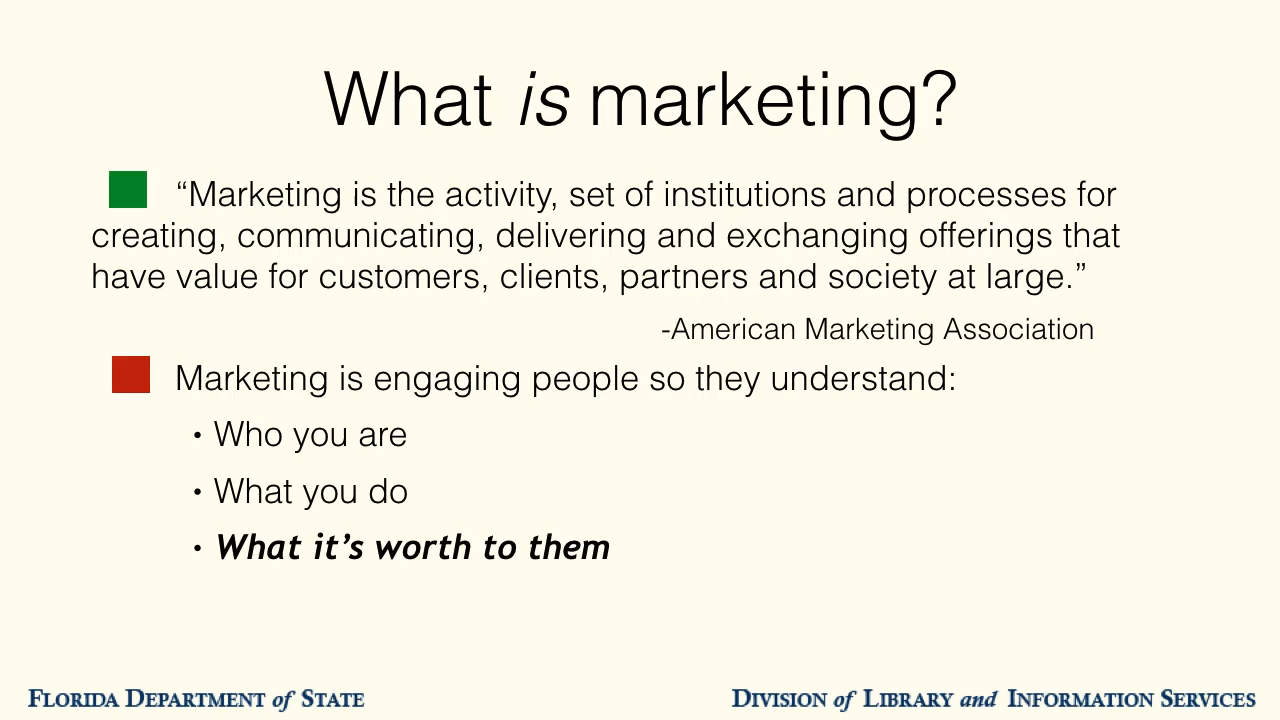 What is marketing?
“Marketing is the activity, set of institutions and processes for
creating, communicating, delivering and exchanging offerings that
have value for customers, clients, partners and society at large.”
-American Marketing Association
Marketing is engaging people so they understand:
• Who you are
• What you do
• What it’s worth to them
FLORIDA DEPARTMENT of STATE
DIVISION of LIBRARY and INFORMATION SERVICES